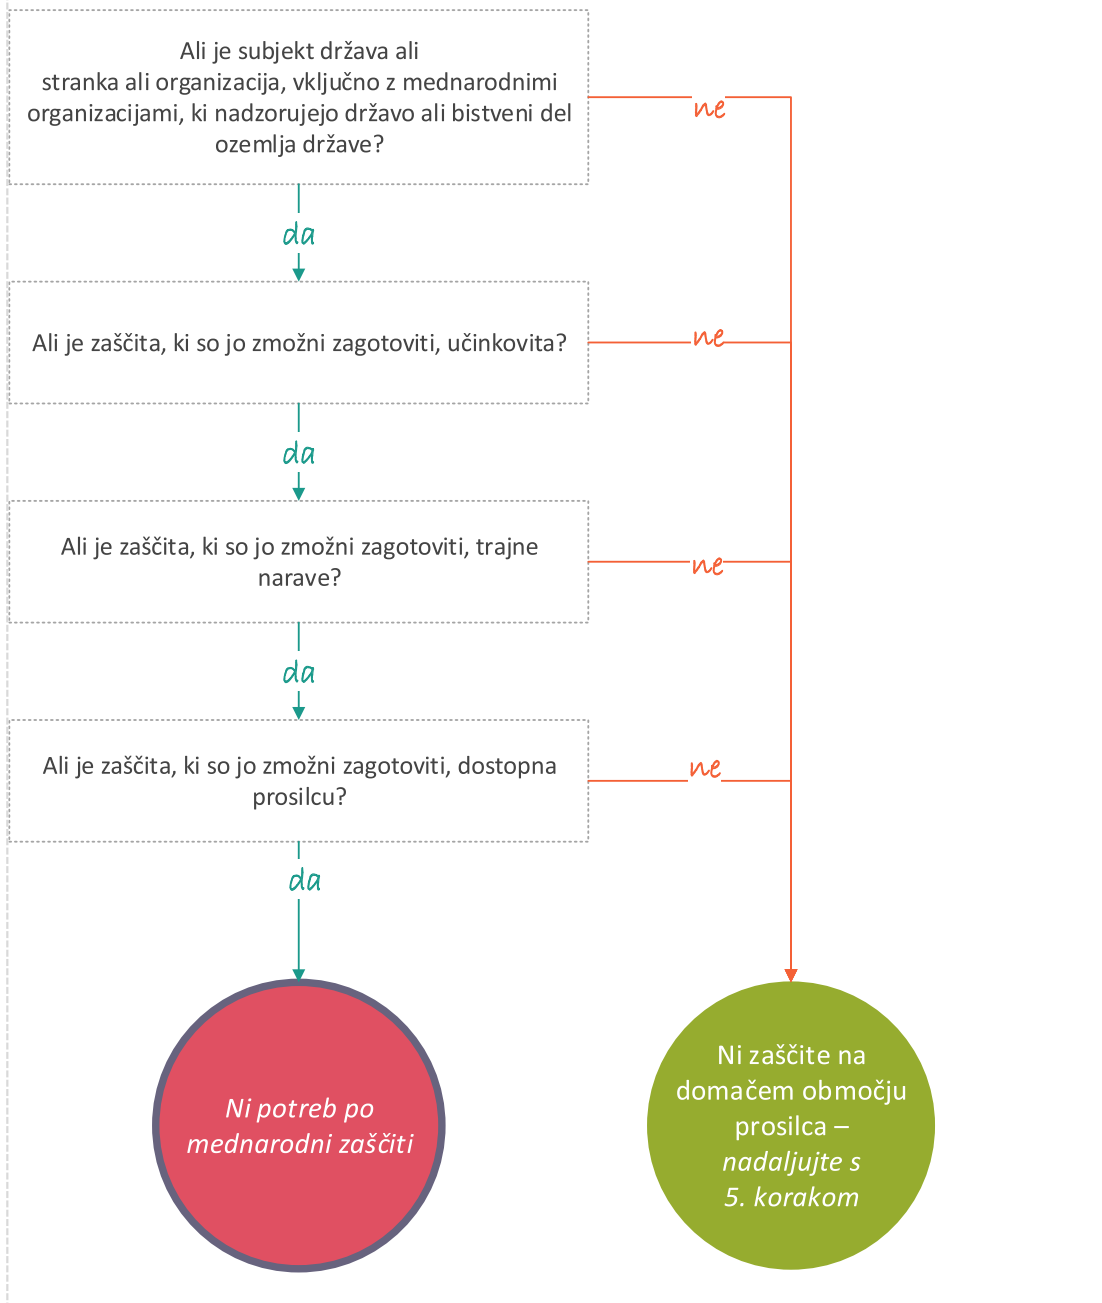 Ali je subjekt država ali
stranka ali organizacija, vključno z mednarodnimi
organizacijami, ki nadzorujejo državo ali bistveni del
ozemlja države?
ne
da
Ali je zaščita, ki so jo zmožni zagotoviti, učinkovita?
ne
da
Ali je zaščita, ki so jo zmožni zagotoviti, trajne
narave?
ne
da
Ali je zaščita, ki so jo zmožni zagotoviti, dostopna
prosilcu?
ne
da
Ni potreb po
mednarodni zaščiti
Ni zaščite na
domačem območju
prosilca –
nadaljujte s
5. korakom